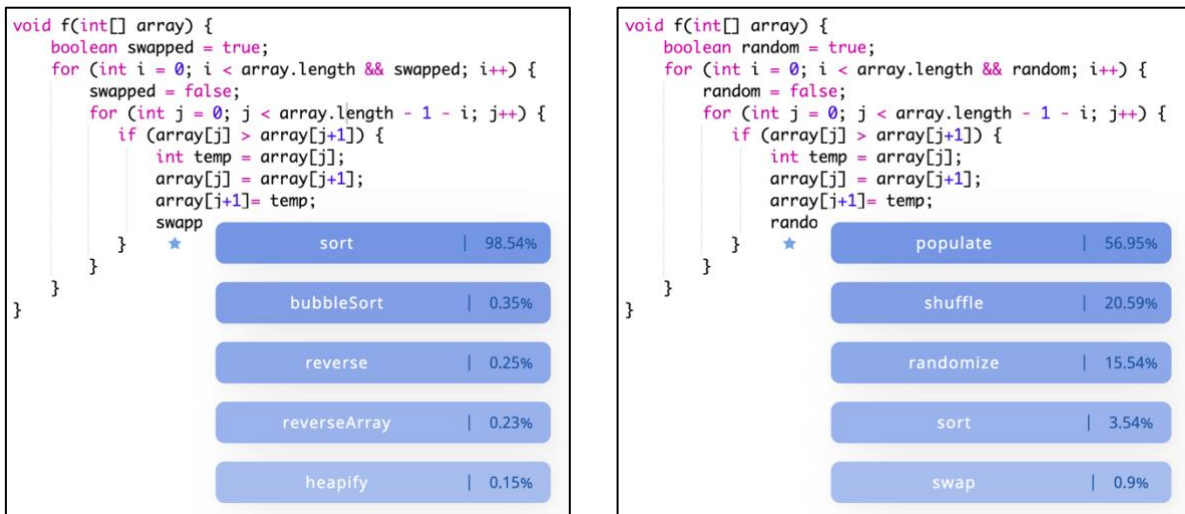 void f(int[] array) {
boolean swapped = true;
for (int i = 0; i < array.length && swapped; i++) {
swapped = false;
for (int j = 0; j < array.length - 1 - i; j++) {
if (array[j] > array[j+1]) {
int temp = array[j];
array[j] = array[j+1];
array[j+1]= temp;
swapp
}
}
}
}
sort | 98.54%
bubbleSort | 0.35%
reverse | 0.25%
reverseArray | 0.23%
heapify | 0.15%
void f(int[] array) {
boolean random = true;
for (int i = 0; i < array.length && random; i++) {
random = false;
for (int j = 0; j < array.length - 1 - i; j++) {
if (array[j] > array[j+1]) {
int temp = array[j];
array[j] = array[j+1];
array[j+1]= temp;
rando
}
}
}
}
populate | 56.95%
shuffle | 20.59%
randomize | 15.54%
sort | 3.54%
swap | 0.9%